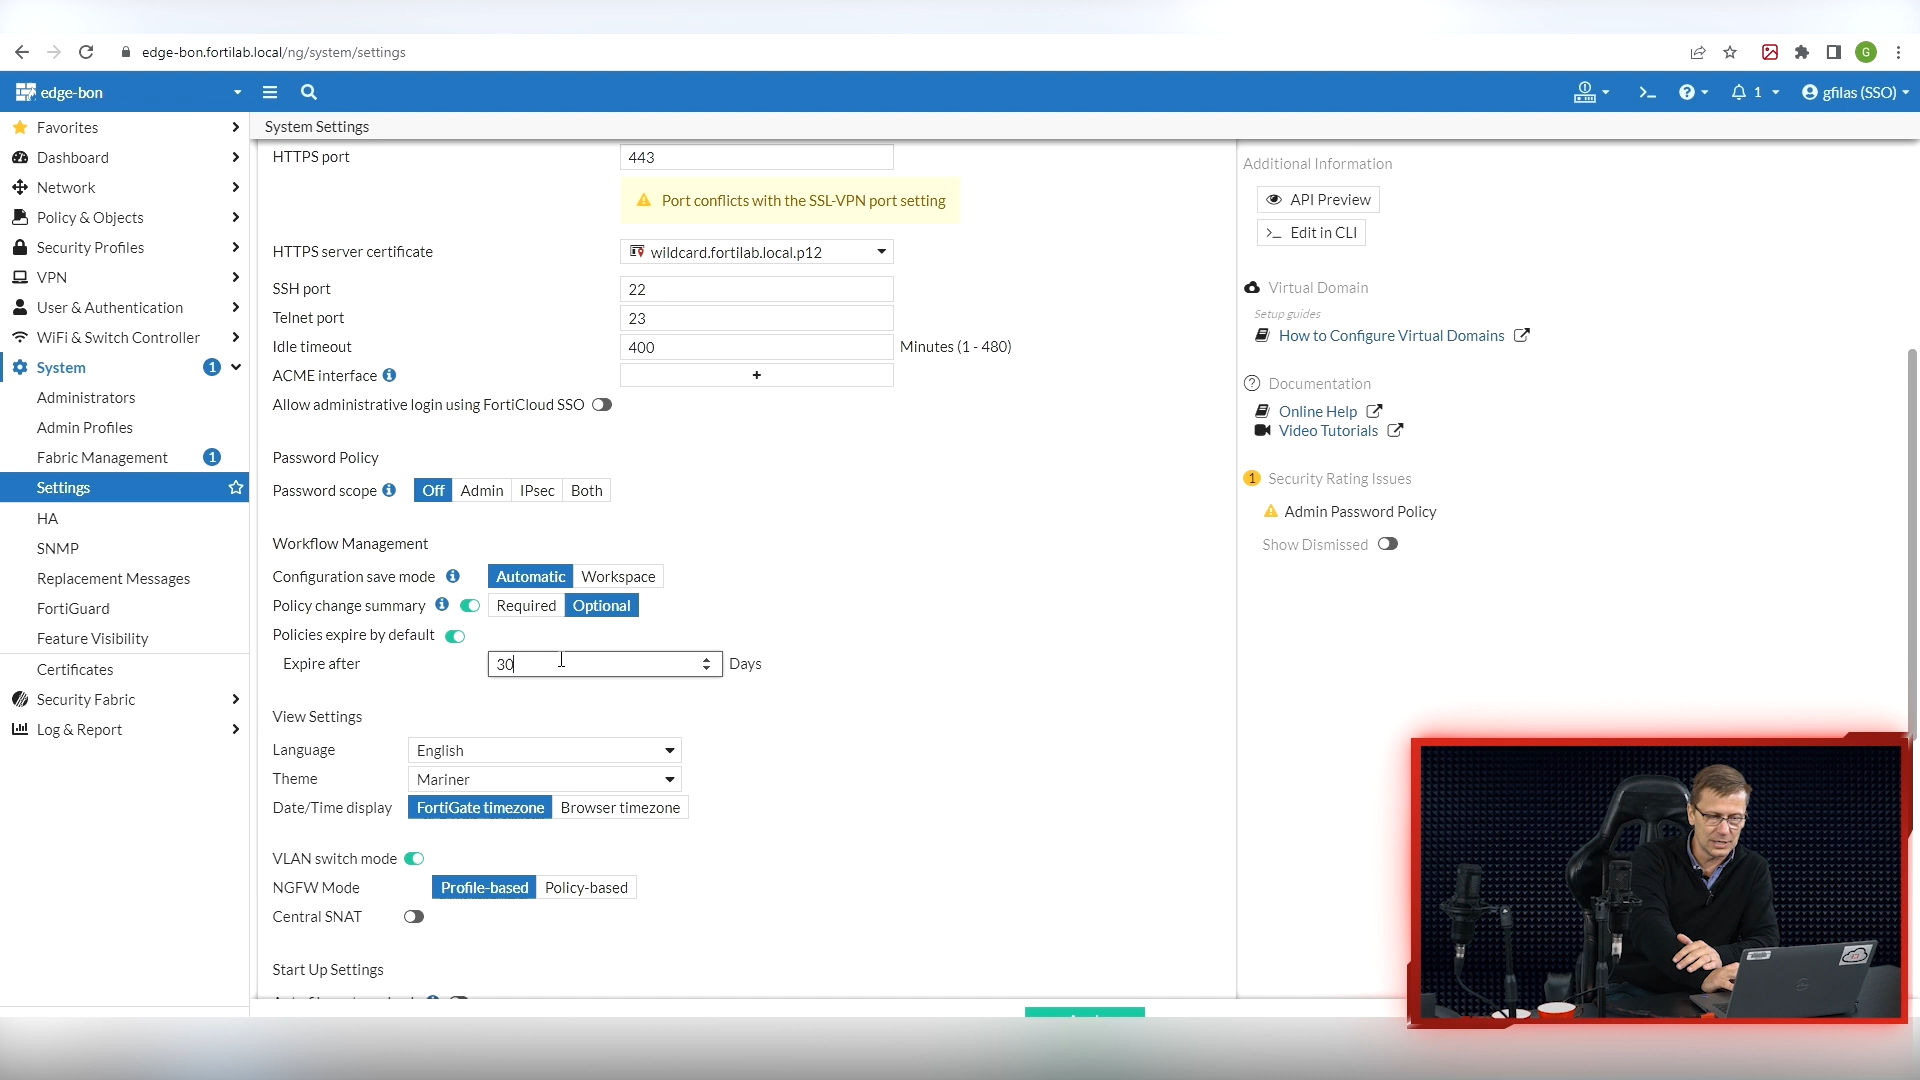 edge-bon.fortilab.local/ng/system/settings
G
edge-bon
1
gfilas (SSO)
Favorites
Dashboard
Network
Policy & Objects
Security Profiles
VPN
User & Authentication
WiFi & Switch Controller
System 1
Administrators
Admin Profiles
Fabric Management 1
Settings
HA
SNMP
Replacement Messages
FortiGuard
Feature Visibility
Certificates
Security Fabric
Log & Report
System Settings
HTTPS port 443
Port conflicts with the SSL-VPN port setting
HTTPS server certificate wildcard.fortilab.local.p12
SSH port 22
Telnet port 23
Idle timeout 400 Minutes (1 - 480)
ACME interface +
Allow administrative login using FortiCloud SSO
Password Policy
Password scope Off Admin IPsec Both
Workflow Management
Configuration save mode Automatic Workspace
Policy change summary Required Optional
Policies expire by default
Expire after 30 Days
View Settings
Language English
Theme Mariner
Date/Time display FortiGate timezone Browser timezone
VLAN switch mode
NGFW Mode Profile-based Policy-based
Central SNAT
Start Up Settings
Additional Information
API Preview
>_ Edit in CLI
Virtual Domain
Setup guides
How to Configure Virtual Domains
Documentation
Online Help
Video Tutorials
1 Security Rating Issues
Admin Password Policy
Show Dismissed